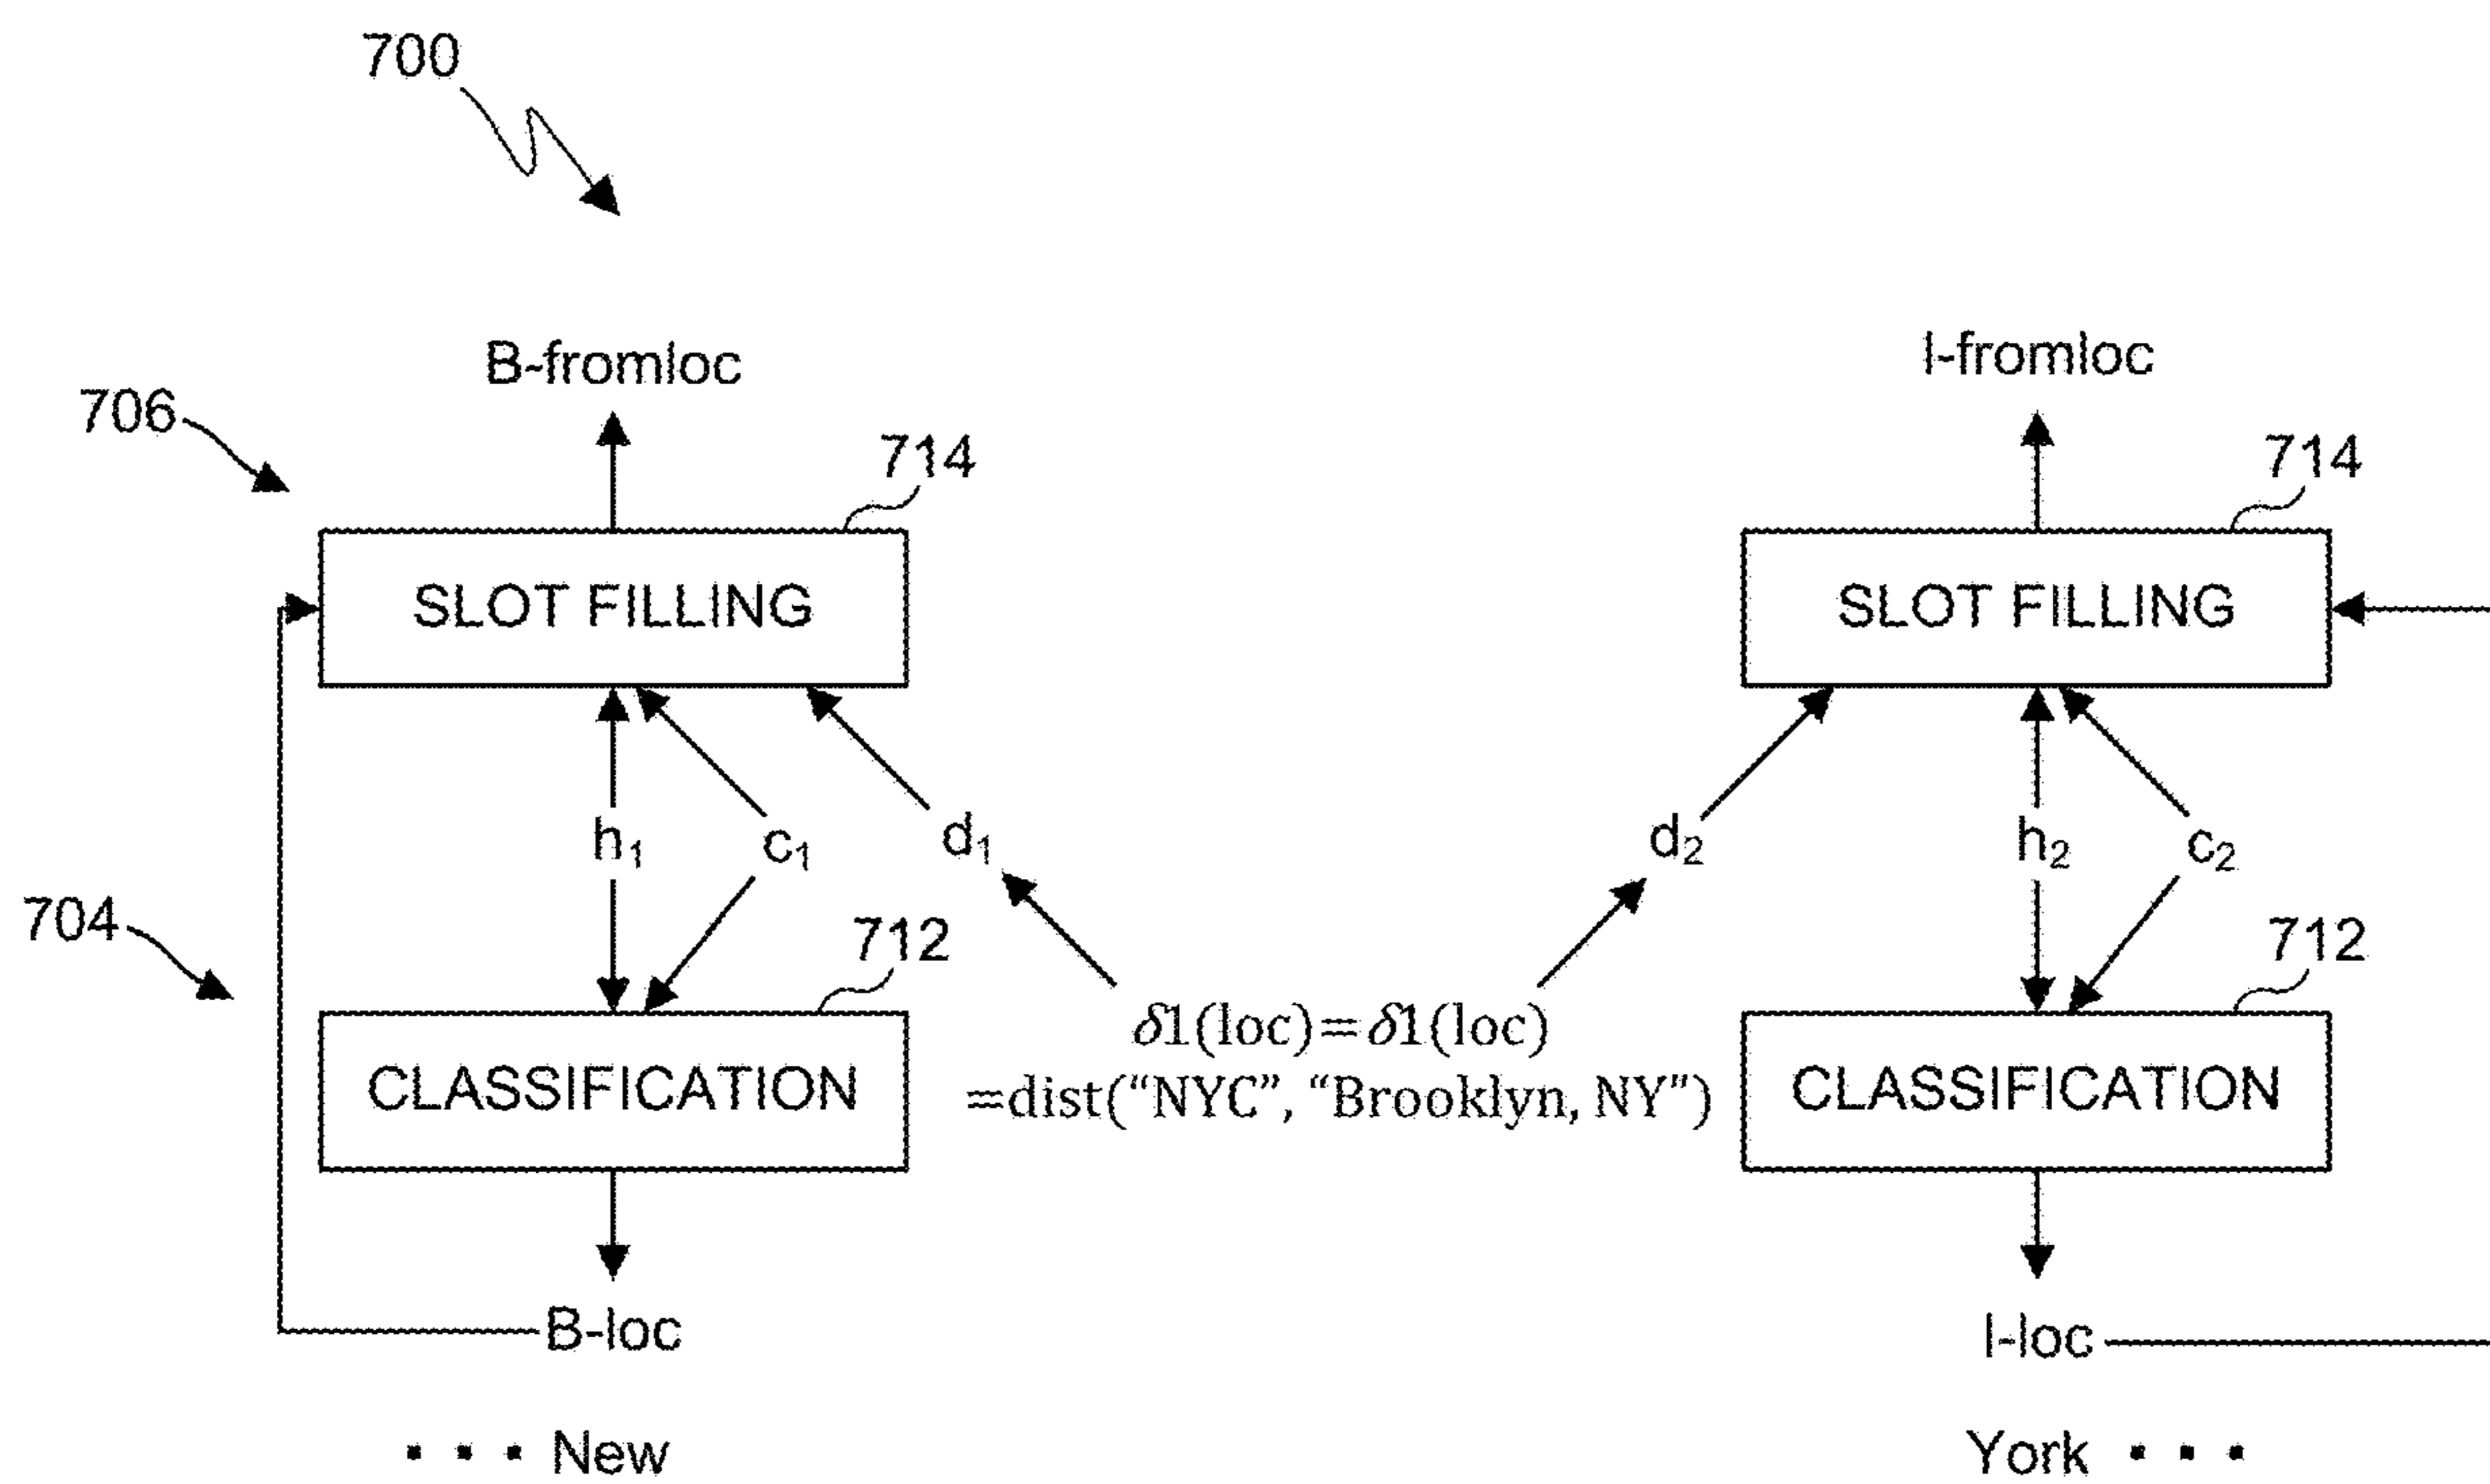 700
B-fromloc
I-fromloc
706
714
714
SLOT FILLING
SLOT FILLING
h1
c1
d1
d2
h2
c2
704
712
712
δ1(loc)=δ1(loc)
=dist("NYC", "Brooklyn, NY")
CLASSIFICATION
CLASSIFICATION
B-loc
I-loc
▪ ▪ ▪ New
York ▪ ▪ ▪